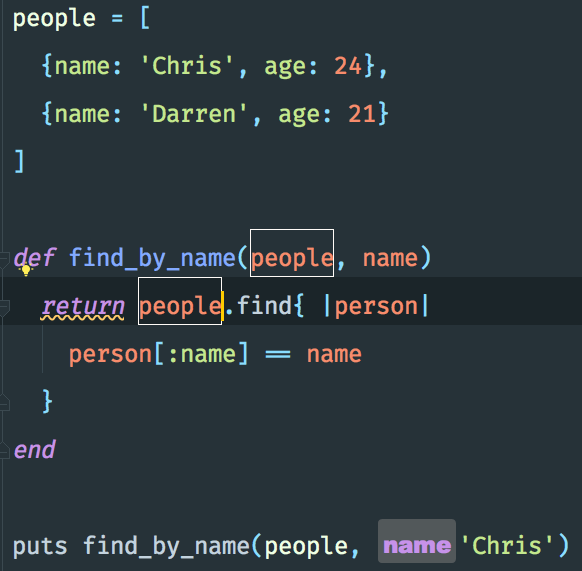 people = [
  {name: 'Chris', age: 24},
  {name: 'Darren', age: 21}
]
def find_by_name(people, name)
  return people.find{ |person|
    person[:name] == name
  }
end
puts find_by_name(people, name 'Chris')